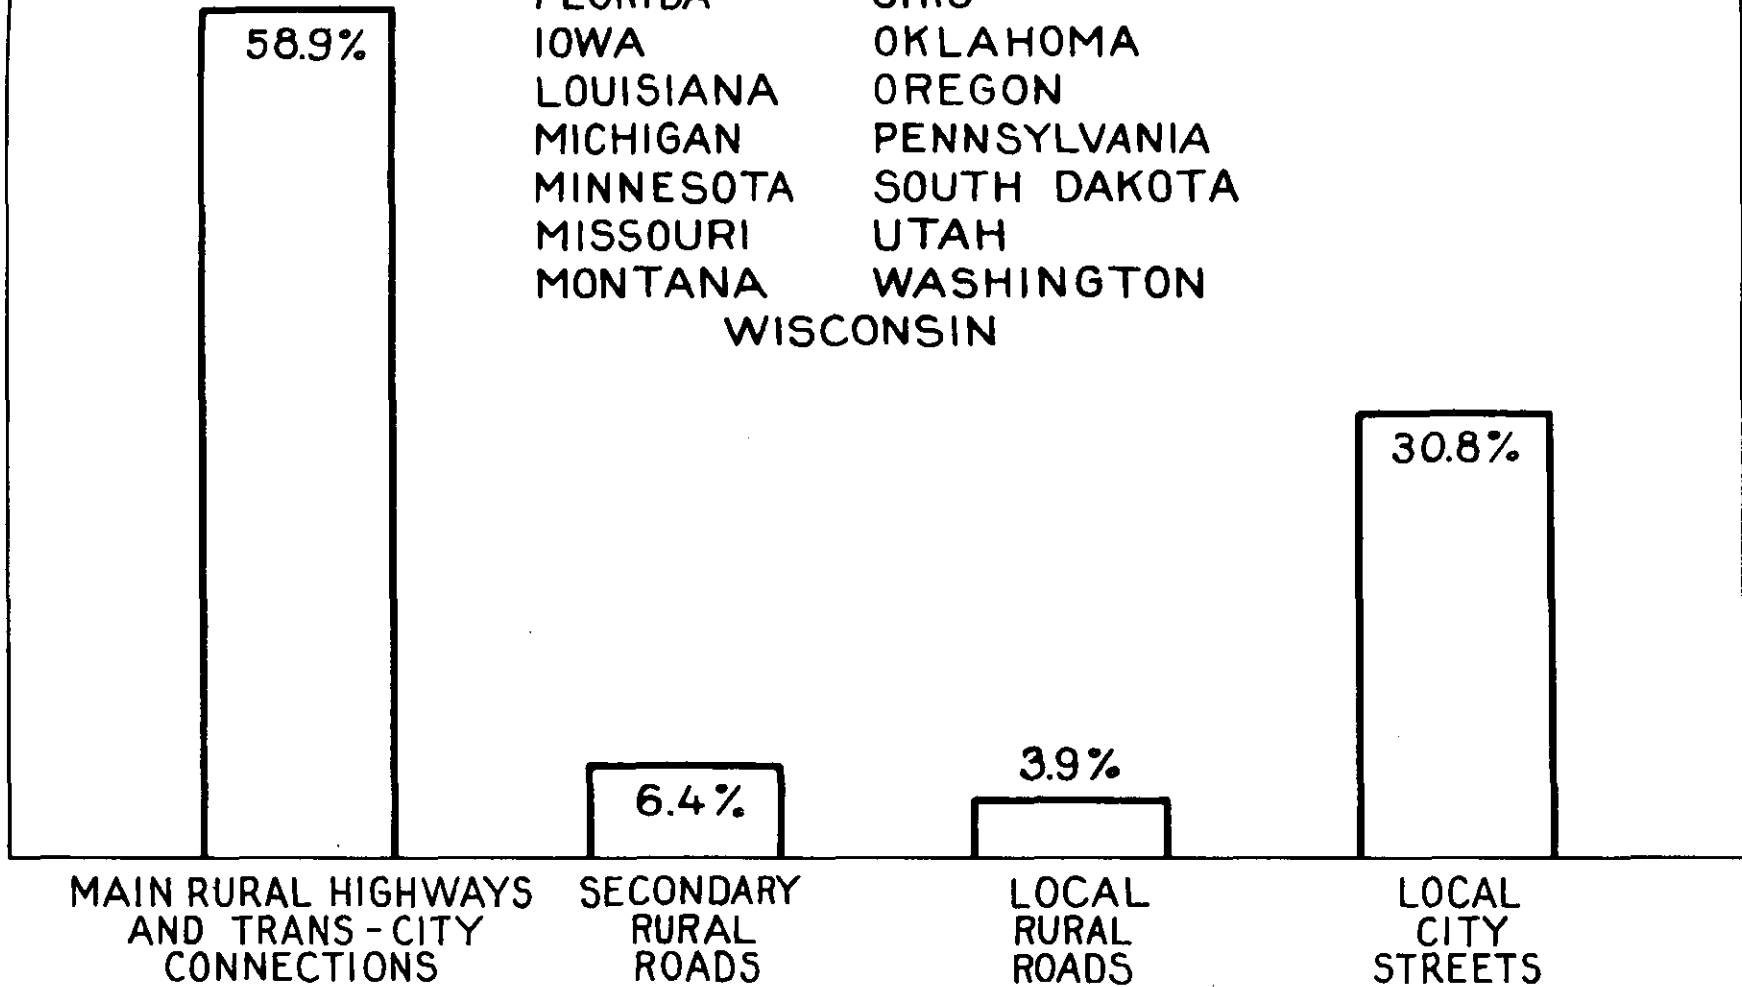 58.9%
FLORIDA OHIO
IOWA OKLAHOMA
LOUISIANA OREGON
MICHIGAN PENNSYLVANIA
MINNESOTA SOUTH DAKOTA
MISSOURI UTAH
MONTANA WASHINGTON
WISCONSIN
30.8%
3.9%
6.4%
MAIN RURAL HIGHWAYS
AND TRANS-CITY
CONNECTIONS
SECONDARY
RURAL
ROADS
LOCAL
RURAL
ROADS
LOCAL
CITY
STREETS